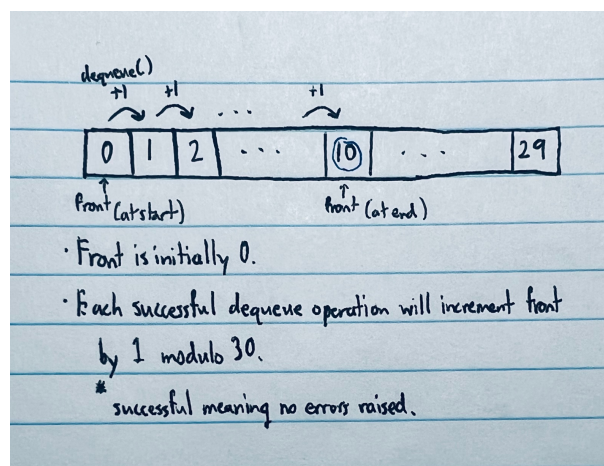 dequeue()
+1 +1 ... +1
0 1 2 ... 10 ... 29
front (at start) front (at end)
· Front is initially 0.
· Each successful dequeue operation will increment front
by 1 modulo 30.
* successful meaning no errors raised.